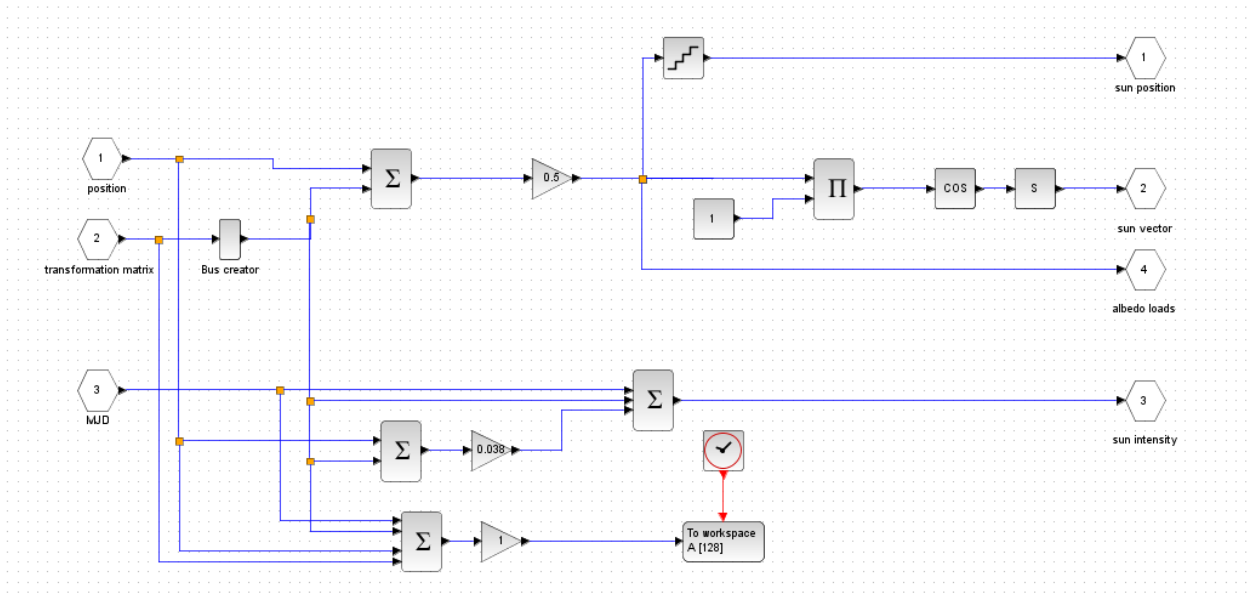 1
sun position
1
position
Σ
0.5
Π
COS
S
2
sun vector
1
2
transformation matrix
Bus creator
4
albedo loads
3
MJD
Σ
3
sun intensity
Σ
0.038
Σ
1
To workspace
A [128]